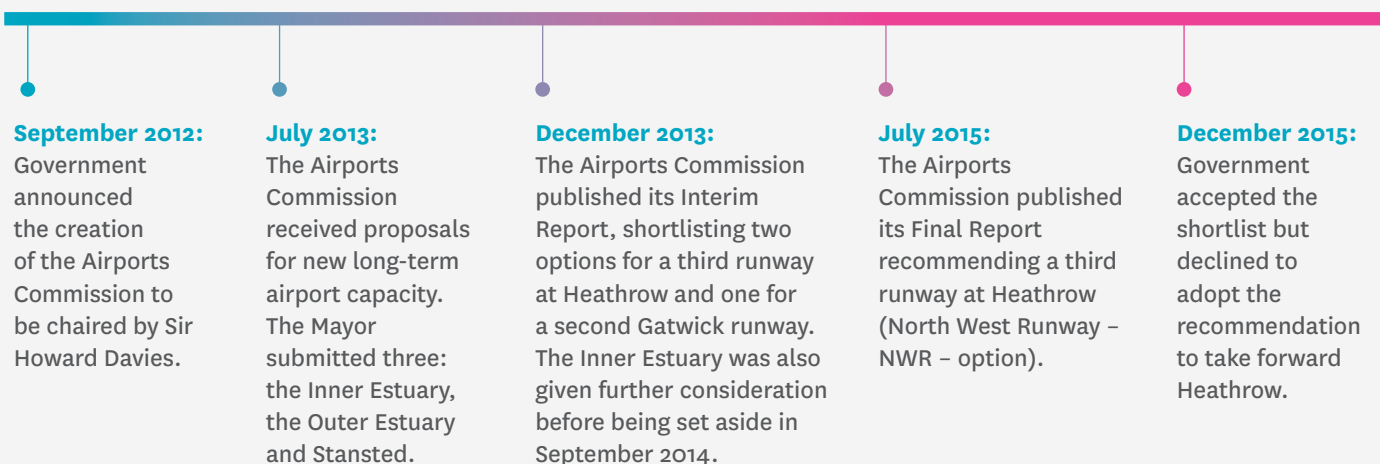 September 2012:
Government
announced
the creation
of the Airports
Commission to
be chaired by Sir
Howard Davies.
July 2013:
The Airports
Commission
received proposals
for new long-term
airport capacity.
The Mayor
submitted three:
the Inner Estuary,
the Outer Estuary
and Stansted.
December 2013:
The Airports Commission
published its Interim
Report, shortlisting two
options for a third runway
at Heathrow and one for
a second Gatwick runway.
The Inner Estuary was also
given further consideration
before being set aside in
September 2014.
July 2015:
The Airports
Commission published
its Final Report
recommending a third
runway at Heathrow
(North West Runway –
NWR – option).
December 2015:
Government
accepted the
shortlist but
declined to
adopt the
recommendation
to take forward
Heathrow.